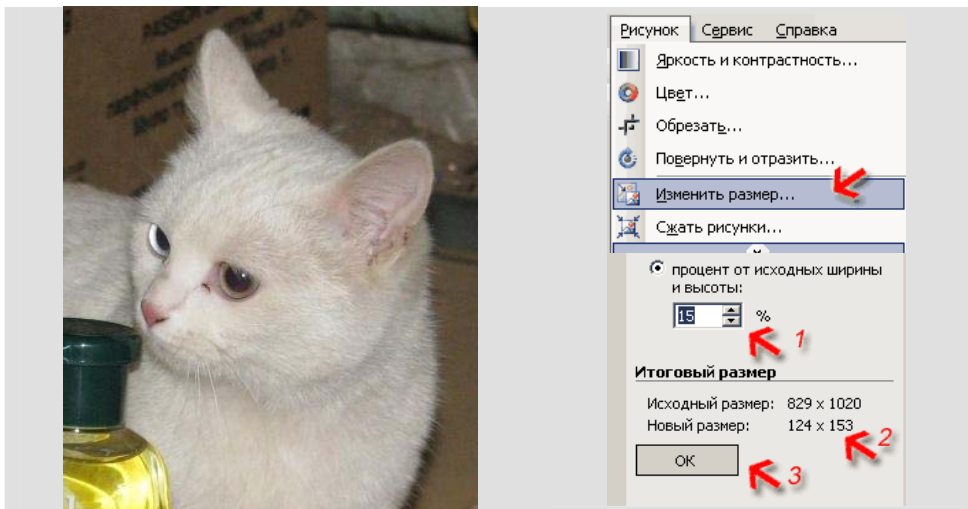 Рисунок Сервис Справка
Яркость и контрастность...
Цвет...
Обрезать...
Повернуть и отразить...
Изменить размер...
Сжать рисунки...
процент от исходных ширины
и высоты:
15 %
1
Итоговый размер
Исходный размер: 829 x 1020
Новый размер: 124 x 153
2
OK
3